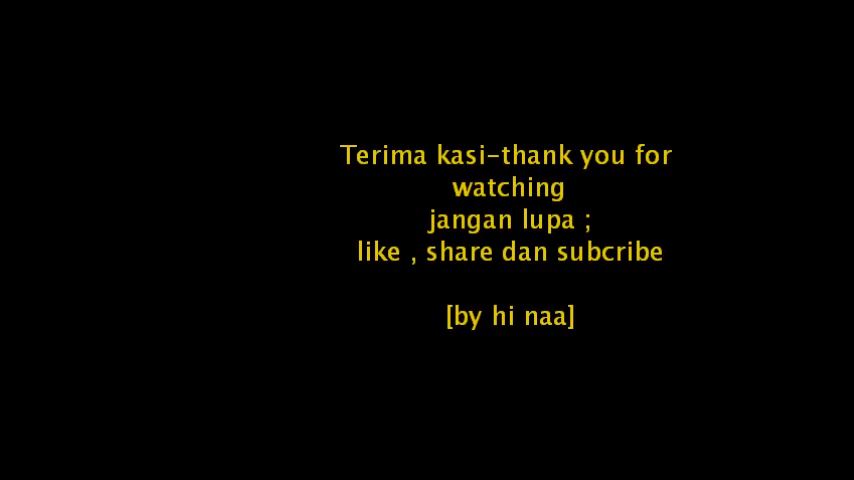 Terima kasi-thank you for
watching
jangan lupa ;
like , share dan subcribe
[by hi naa]